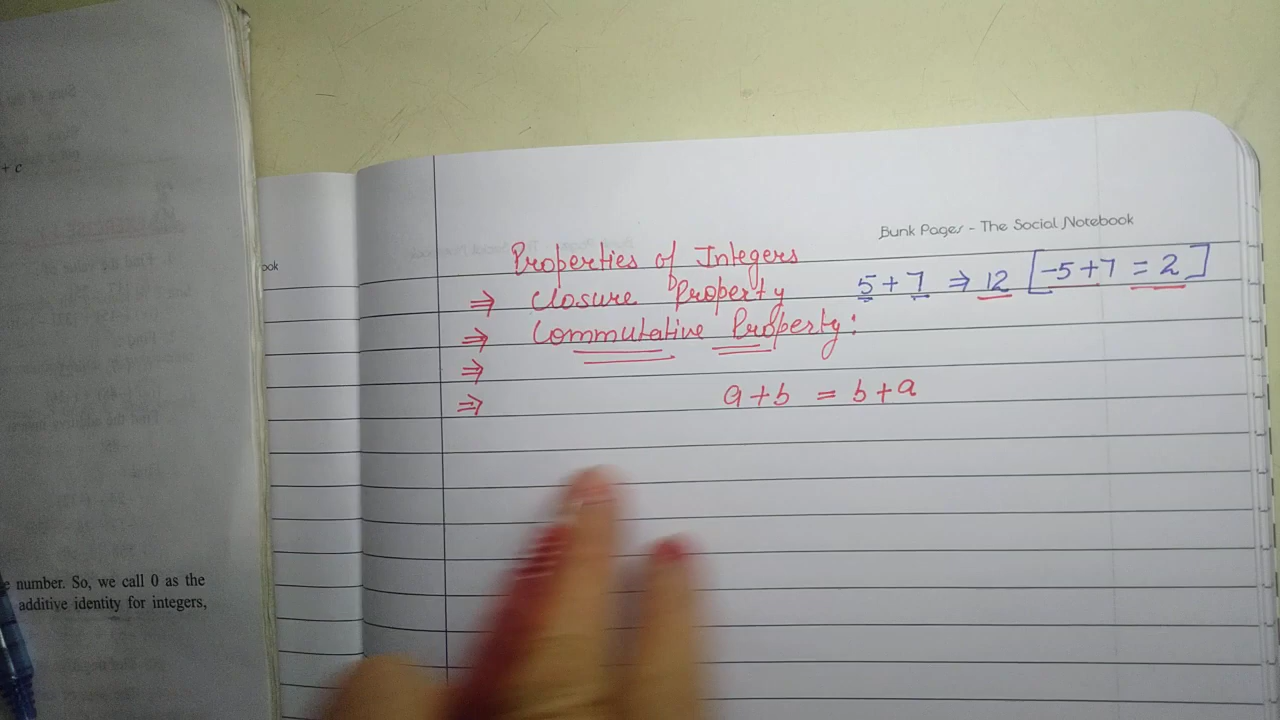 + c
number. So, we call 0 as the
additive identity for integers,
ook
Bunk Pages - The Social Notebook
Properties of Integers
⇒ Closure Property 5 + 7 ⇒ 12 [-5 + 7 = 2]
⇒ Commutative Property:
⇒
⇒ a + b = b + a